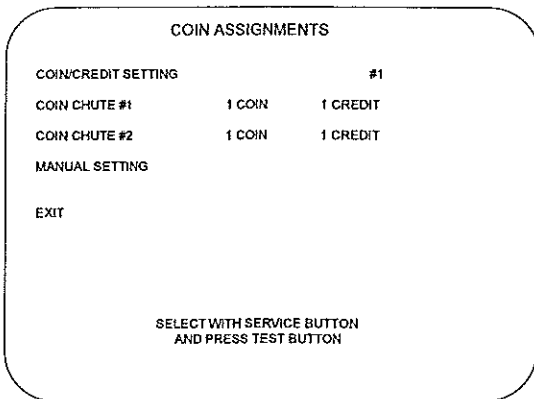 COIN ASSIGNMENTS
COIN/CREDIT SETTING #1
COIN CHUTE #1 1 COIN 1 CREDIT
COIN CHUTE #2 1 COIN 1 CREDIT
MANUAL SETTING
EXIT
SELECT WITH SERVICE BUTTON
AND PRESS TEST BUTTON